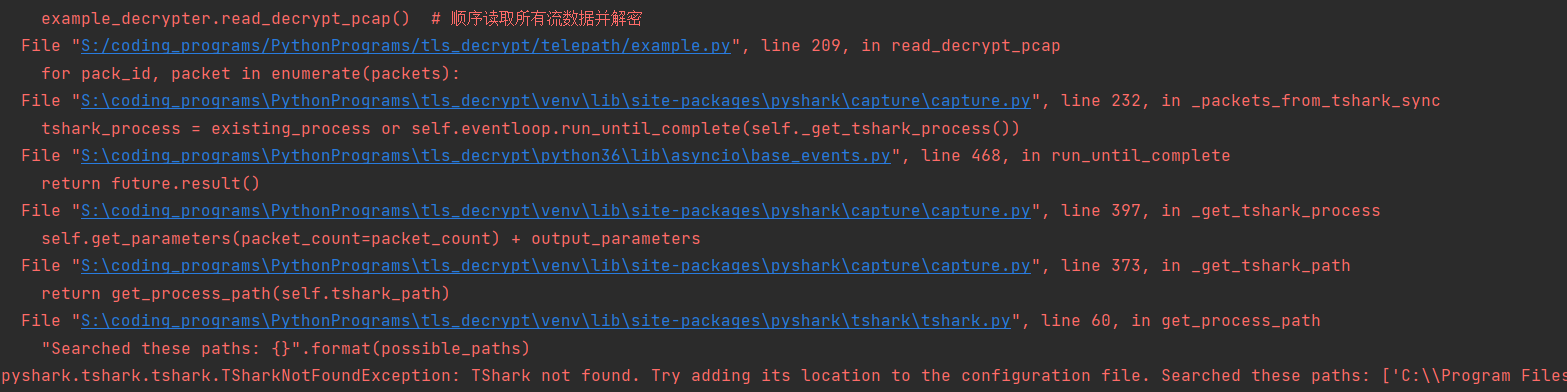 example_decrypter.read_decrypt_pcap()  # 顺序读取所有流数据并解密
File "S:/coding_programs/PythonPrograms/tls_decrypt/telepath/example.py", line 209, in read_decrypt_pcap
for pack_id, packet in enumerate(packets):
File "S:\coding_programs\PythonPrograms\tls_decrypt\venv\lib\site-packages\pyshark\capture\capture.py", line 232, in _packets_from_tshark_sync
tshark_process = existing_process or self.eventloop.run_until_complete(self._get_tshark_process())
File "S:\coding_programs\PythonPrograms\tls_decrypt\python36\lib\asyncio\base_events.py", line 468, in run_until_complete
return future.result()
File "S:\coding_programs\PythonPrograms\tls_decrypt\venv\lib\site-packages\pyshark\capture\capture.py", line 397, in _get_tshark_process
self.get_parameters(packet_count=packet_count) + output_parameters
File "S:\coding_programs\PythonPrograms\tls_decrypt\venv\lib\site-packages\pyshark\capture\capture.py", line 373, in _get_tshark_path
return get_process_path(self.tshark_path)
File "S:\coding_programs\PythonPrograms\tls_decrypt\venv\lib\site-packages\pyshark\tshark\tshark.py", line 60, in get_process_path
"Searched these paths: {}".format(possible_paths)
pyshark.tshark.tshark.TSharkNotFoundException: TShark not found. Try adding its location to the configuration file. Searched these paths: ['C:\\Program File